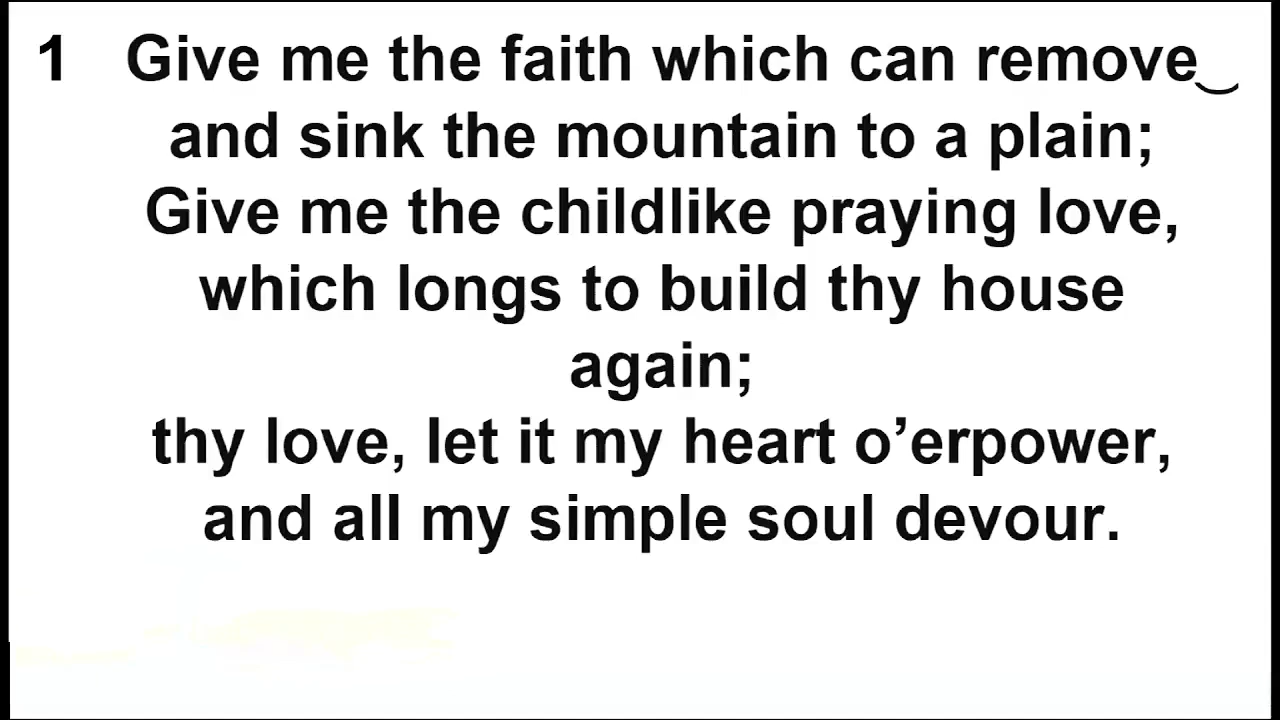 1 Give me the faith which can remove‿
and sink the mountain to a plain;
Give me the childlike praying love,
which longs to build thy house
again;
thy love, let it my heart o’erpower,
and all my simple soul devour.